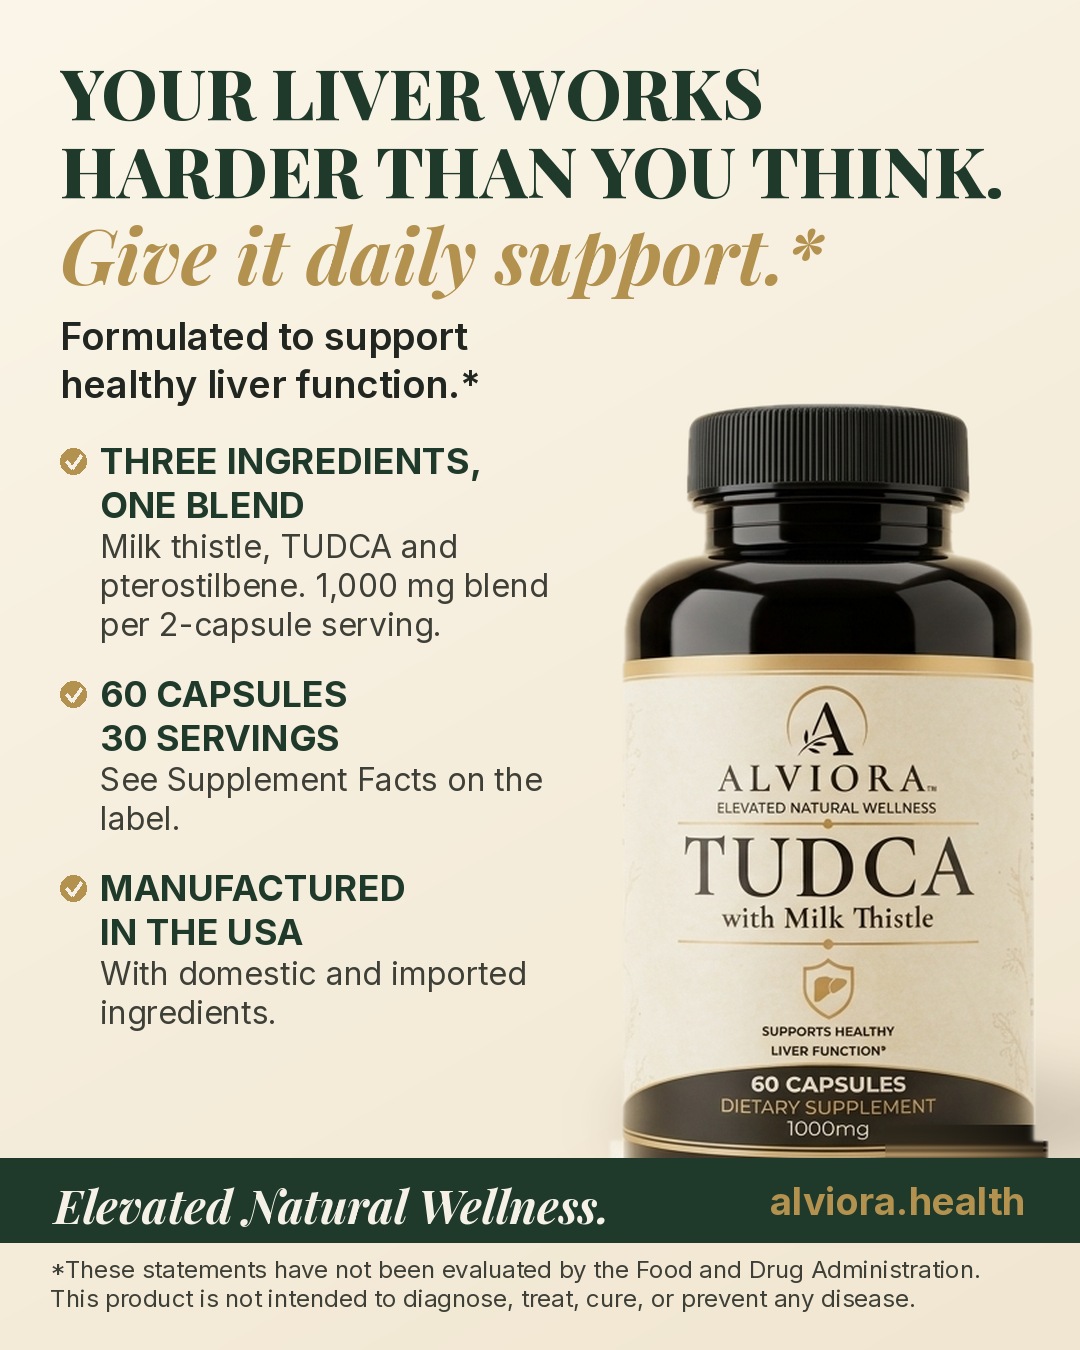 YOUR LIVER WORKS
HARDER THAN YOU THINK.
Give it daily support.*
Formulated to support
healthy liver function.*
THREE INGREDIENTS,
ONE BLEND
Milk thistle, TUDCA and
pterostilbene. 1,000 mg blend
per 2-capsule serving.
60 CAPSULES
30 SERVINGS
See Supplement Facts on the
label.
MANUFACTURED
IN THE USA
With domestic and imported
ingredients.
A
ALVIORA™
ELEVATED NATURAL WELLNESS
TUDCA
with Milk Thistle
SUPPORTS HEALTHY
LIVER FUNCTION*
60 CAPSULES
DIETARY SUPPLEMENT
1000mg
Elevated Natural Wellness.
alviora.health
*These statements have not been evaluated by the Food and Drug Administration.
This product is not intended to diagnose, treat, cure, or prevent any disease.